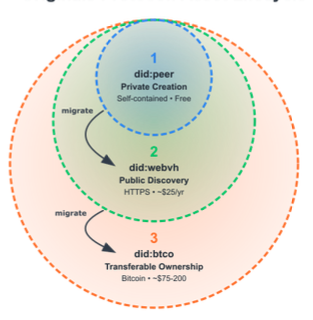 1
did:peer
Private Creation
Self-contained • Free
migrate
2
did:webvh
Public Discovery
HTTPS • ~$25/yr
migrate
3
did:btco
Transferable Ownership
Bitcoin • ~$75-200